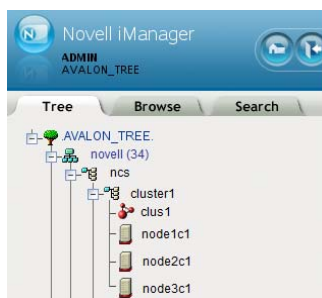 Novell iManager
ADMIN
AVALON_TREE
Tree Browse Search
.AVALON_TREE.
novell (34)
ncs
cluster1
clus1
node1c1
node2c1
node3c1